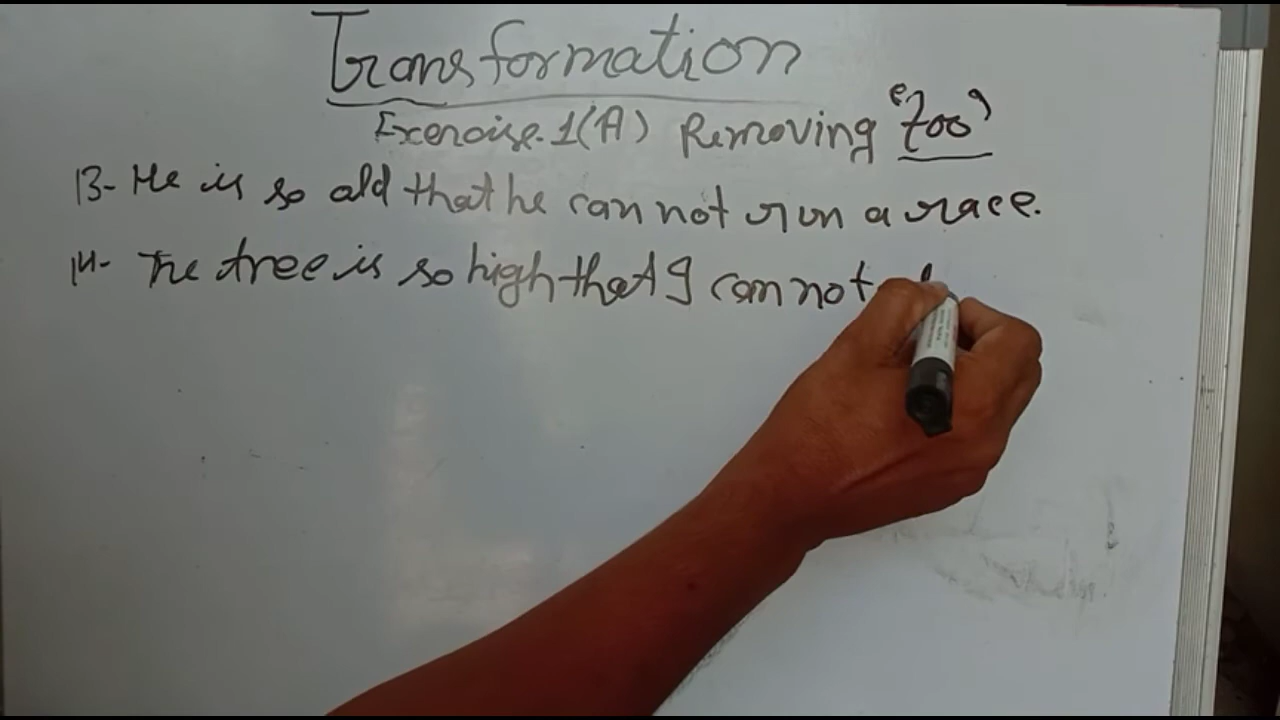 Transformation
Exercise.1(A) Removing 'Too'
13- He is so old that he can not run a race.
14- The tree is so high that I can not